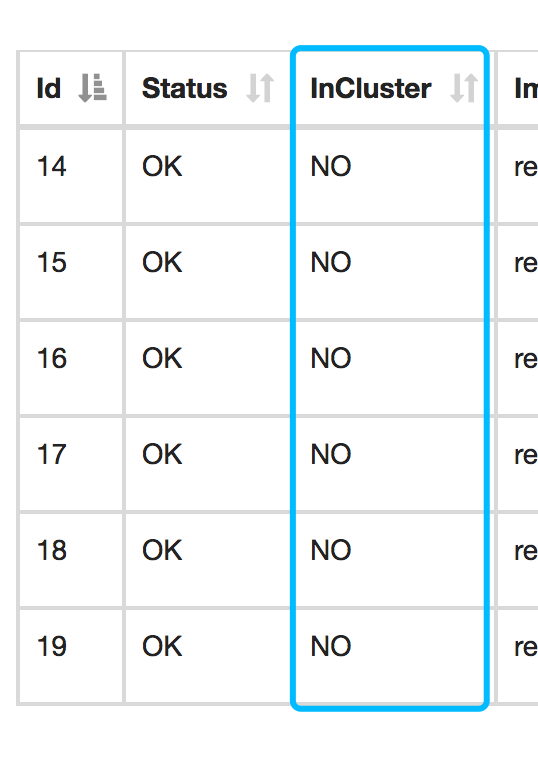 Id Status InCluster Im
14 OK NO re
15 OK NO re
16 OK NO re
17 OK NO re
18 OK NO re
19 OK NO re